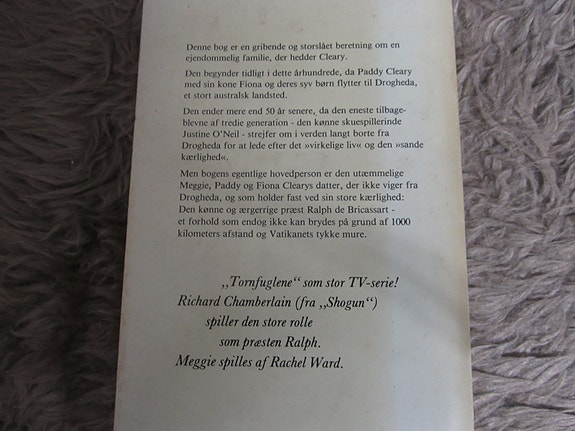 Denne bog er en gribende og storslået beretning om en
ejendommelig familie, der hedder Cleary.
Den begynder tidligt i dette århundrede, da Paddy Cleary
med sin kone Fiona og deres syv børn flytter til Drogheda,
et stort australsk landsted.
Den ender mere end 50 år senere, da den eneste tilbage-
blevne af tredie generation - den kønne skuespillerinde
Justine O'Neil - strejfer om i verden langt borte fra
Drogheda for at lede efter det »virkelige liv« og den »sande
kærlighed«.
Men bogens egentlige hovedperson er den utæmmelige
Meggie, Paddy og Fiona Clearys datter, der ikke viger fra
Drogheda, og som holder fast ved sin store kærlighed:
Den kønne og ærgerrige præst Ralph de Bricassart -
et forhold som endog ikke kan brydes på grund af 1000
kilometers afstand og Vatikanets tykke mure.
„Tornfuglene“ som stor TV-serie!
Richard Chamberlain (fra „Shogun“)
spiller den store rolle
som præsten Ralph.
Meggie spilles af Rachel Ward.